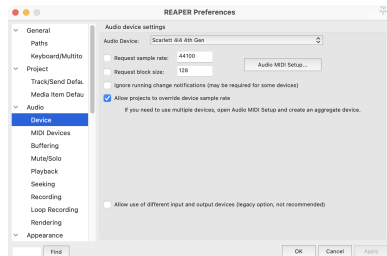 REAPER Preferences
General
Paths
Keyboard/Multito
Project
Track/Send Defau
Media Item Defau
Audio
Device
MIDI Devices
Buffering
Mute/Solo
Playback
Seeking
Recording
Loop Recording
Rendering
Appearance
Find
Audio device settings
Audio Device: Scarlett 4i4 4th Gen
Request sample rate: 44100
Request block size: 128
Audio MIDI Setup...
Ignore running change notifications (may be required for some devices)
Allow projects to override device sample rate
If you need to use multiple devices, open Audio MIDI Setup and create an aggregate device.
Allow use of different input and output devices (legacy option, not recommended)
OK Cancel Apply